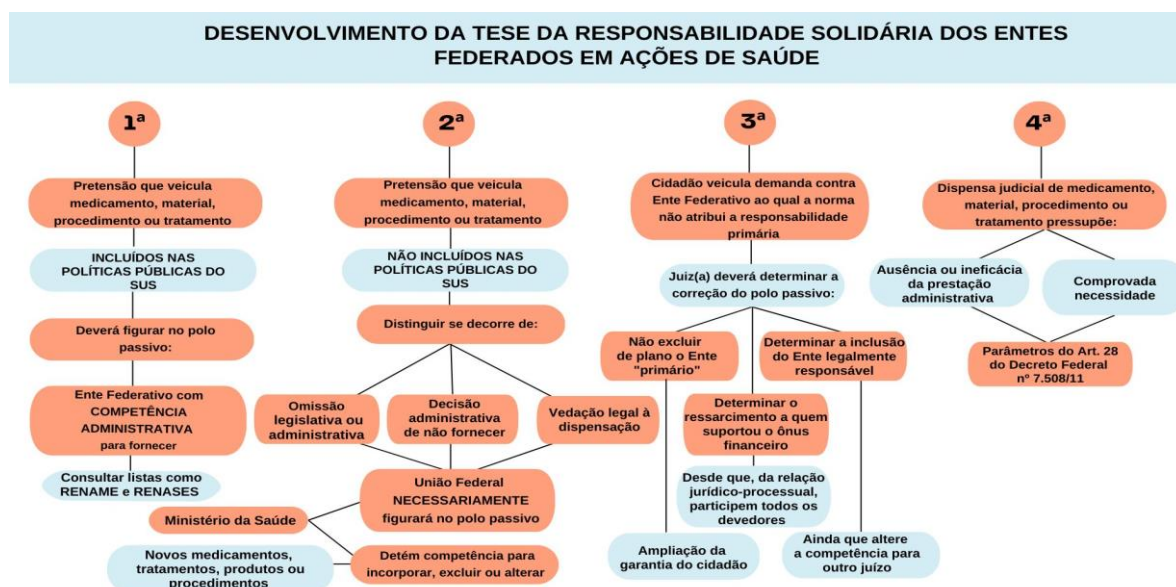 DESENVOLVIMENTO DA TESE DA RESPONSABILIDADE SOLIDÁRIA DOS ENTES
FEDERADOS EM AÇÕES DE SAÚDE
1ª
Pretensão que veicula
medicamento, material,
procedimento ou tratamento
INCLUÍDOS NAS
POLÍTICAS PÚBLICAS DO
SUS
Deverá figurar no polo
passivo:
Ente Federativo com
COMPETÊNCIA
ADMINISTRATIVA
para fornecer
Consultar listas como
RENAME e RENASES
2ª
Pretensão que veicula
medicamento, material,
procedimento ou tratamento
NÃO INCLUÍDOS NAS
POLÍTICAS PÚBLICAS DO
SUS
Distinguir se decorre de:
Omissão
legislativa ou
administrativa
Decisão
administrativa
de não fornecer
Vedação legal à
dispensação
União Federal
NECESSARIAMENTE
figurará no polo passivo
Ministério da Saúde
Detém competência para
incorporar, excluir ou alterar
Novos medicamentos,
tratamentos, produtos ou
procedimentos
3ª
Cidadão veicula demanda contra
Ente Federativo ao qual a norma
não atribui a responsabilidade
primária
Juiz(a) deverá determinar a
correção do polo passivo:
Não excluir
de plano o Ente
"primário"
Ampliação da
garantia do cidadão
Determinar o
ressarcimento a quem
suportou o ônus
financeiro
Desde que, da relação
jurídico-processual,
participem todos os
devedores
Determinar a inclusão
do Ente legalmente
responsável
Ainda que altere
a competência para
outro juízo
4ª
Dispensa judicial de medicamento,
material, procedimento ou
tratamento pressupõe:
Ausência ou ineficácia
da prestação
administrativa
Comprovada
necessidade
Parâmetros do Art. 28
do Decreto Federal
nº 7.508/11